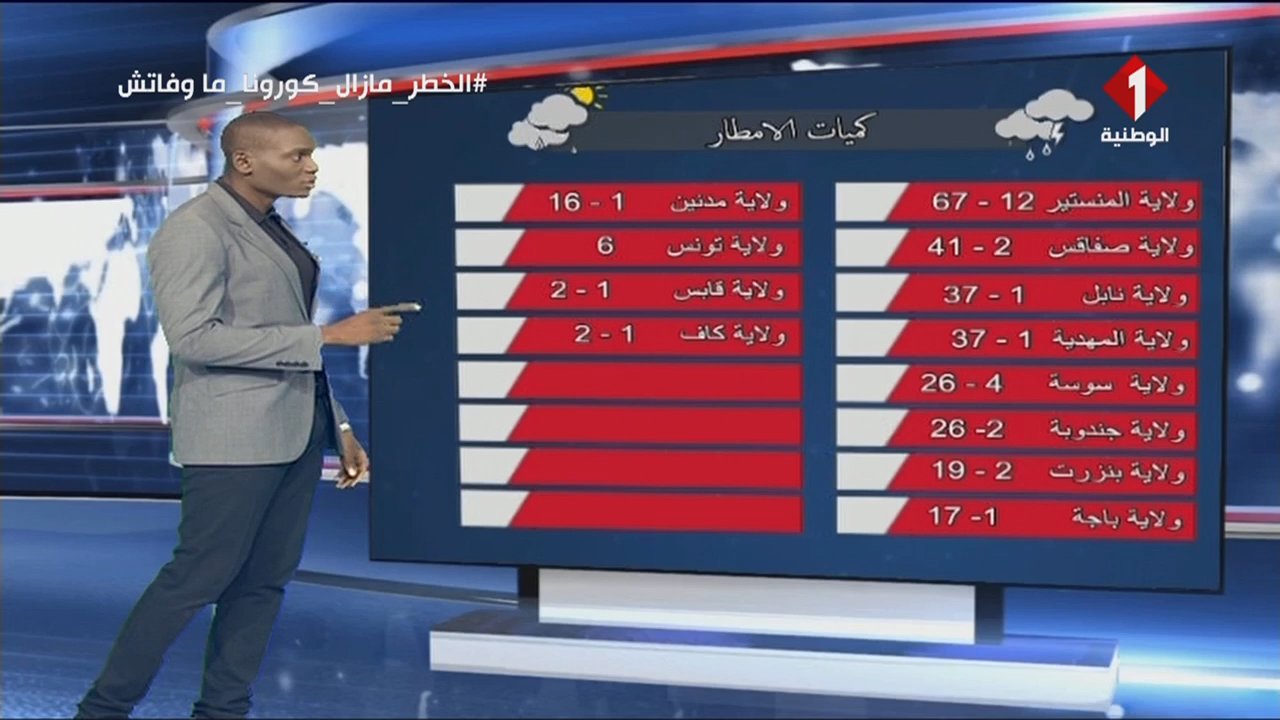 #الخطر_مازال_كورونا_ما وفاتش
1
الوطنية
كميات الامطار
ولاية المنستير 12 - 67
ولاية صفاقس 2 - 41
ولاية نابل 1 - 37
ولاية المهدية 1 - 37
ولاية سوسة 4 - 26
ولاية جندوبة 2- 26
ولاية بنزرت 2 - 19
ولاية باجة 1- 17
ولاية مدنين 1 - 16
ولاية تونس 6
ولاية قابس 1 - 2
ولاية كاف 1 - 2